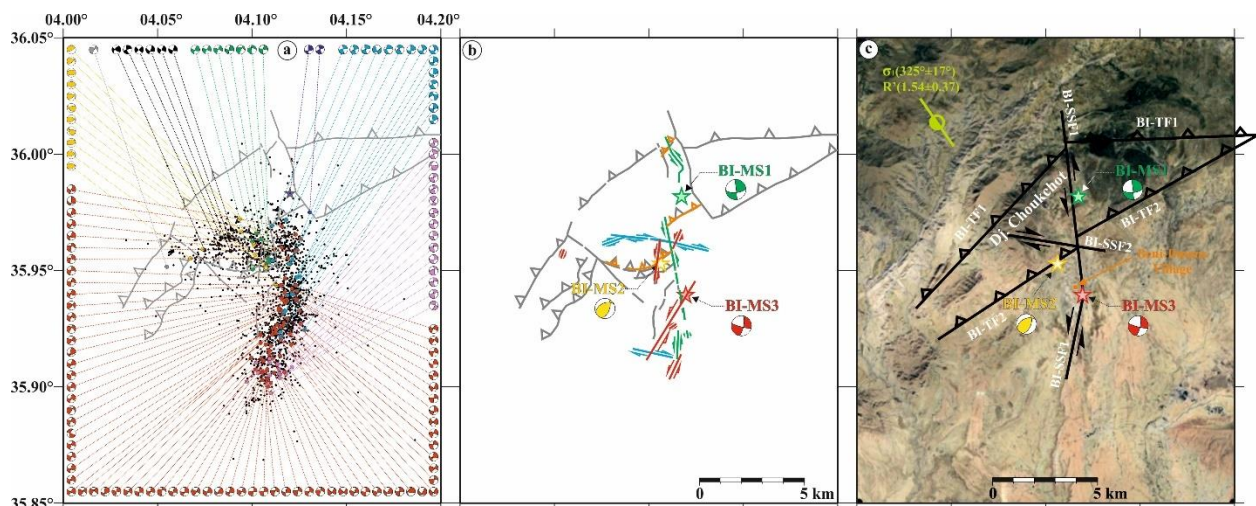 04.00° 04.05° 04.10° 04.15° 04.20°
36.05°
36.00°
35.95°
35.90°
35.85°
a
b
BI-MS1
BI-MS2
BI-MS3
0 5 km
c
σ1(325°±17°)
R'(1.54±0.37)
BI-SSF1
BI-TF1
BI-MS1
BI-TF1
Dj. Choukchot
BI-TF2
BI-SSF2
Village
BI-MS2
BI-MS3
BI-TF2
BI-SSF1
0 5 km